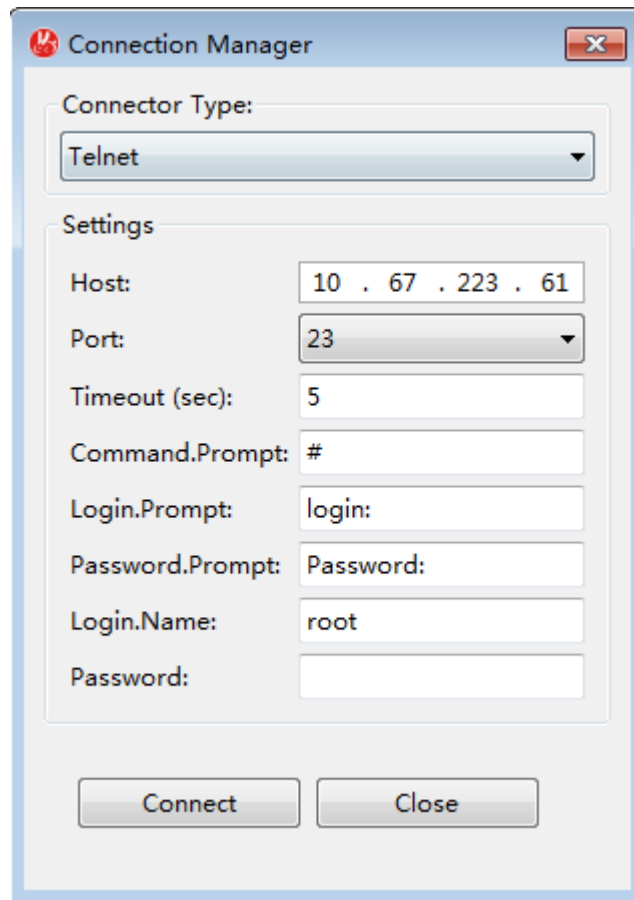 Connection Manager
Connector Type:
Telnet
Settings
Host: 10 . 67 . 223 . 61
Port: 23
Timeout (sec): 5
Command.Prompt: #
Login.Prompt: login:
Password.Prompt: Password:
Login.Name: root
Password:
Connect Close